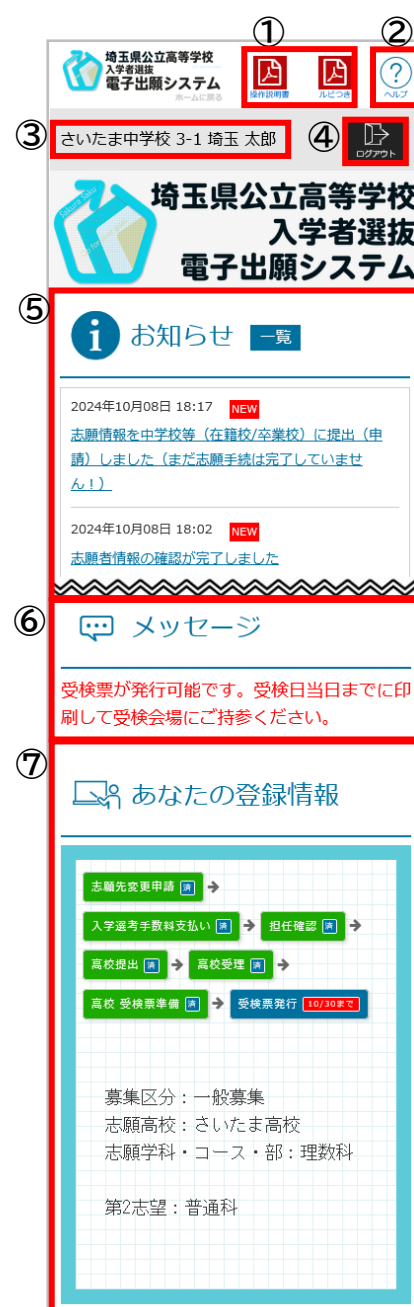 ① ②
埼玉県公立高等学校
入学者選抜
電子出願システム
ホームに戻る
操作説明書
ルビつき
ヘルプ
③ さいたま中学校 3-1 埼玉 太郎
④ ログアウト
Sakura Saku
埼玉県公立高等学校
入学者選抜
電子出願システム
⑤
お知らせ 一覧
2024年10月08日 18:17 NEW
志願情報を中学校等（在籍校/卒業校）に提出（申
請）しました（まだ志願手続は完了していませ
ん！）
2024年10月08日 18:02 NEW
志願者情報の確認が完了しました
⑥ メッセージ
受検票が発行可能です。受検日当日までに印
刷して受検会場にご持参ください。
⑦
あなたの登録情報
志願先変更申請 済 →
入学選考手数料支払い 済 → 担任確認 済 →
高校提出 済 → 高校受理 済 →
高校 受検票準備 済 → 受検票発行 10/30まで
募集区分：一般募集
志願高校：さいたま高校
志願学科・コース・部：理数科
第2志望：普通科